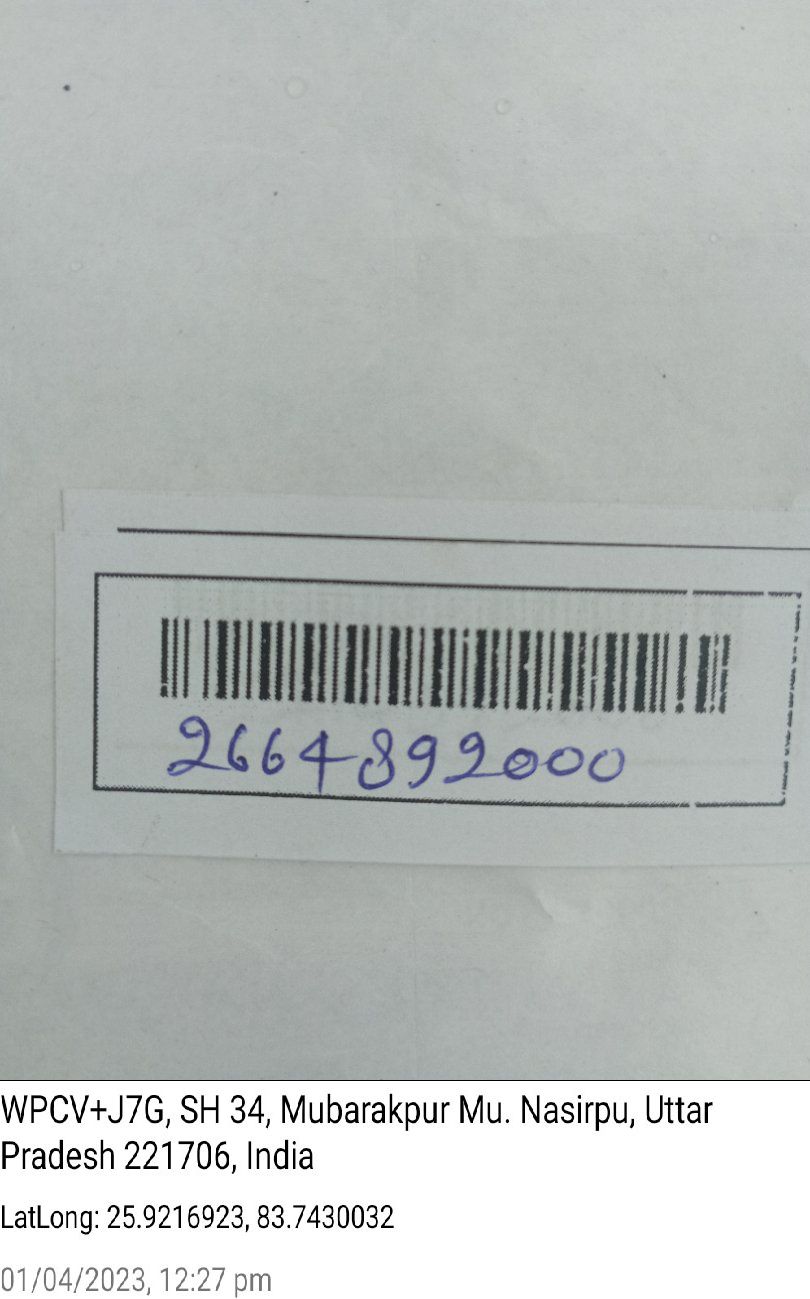 2664892000
WPCV+J7G, SH 34, Mubarakpur Mu. Nasirpu, Uttar
Pradesh 221706, India
LatLong: 25.9216923, 83.7430032
01/04/2023, 12:27 pm